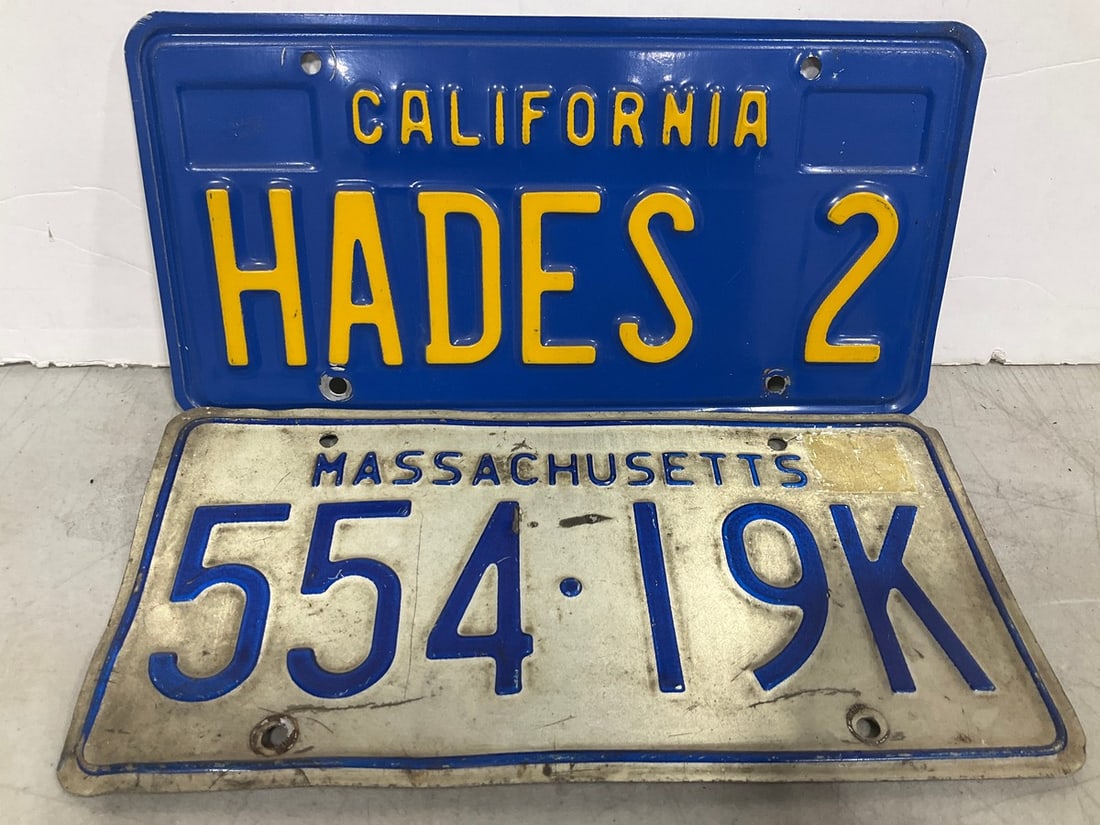 CALIFORNIA
HADES 2
MASSACHUSETTS
554·19K